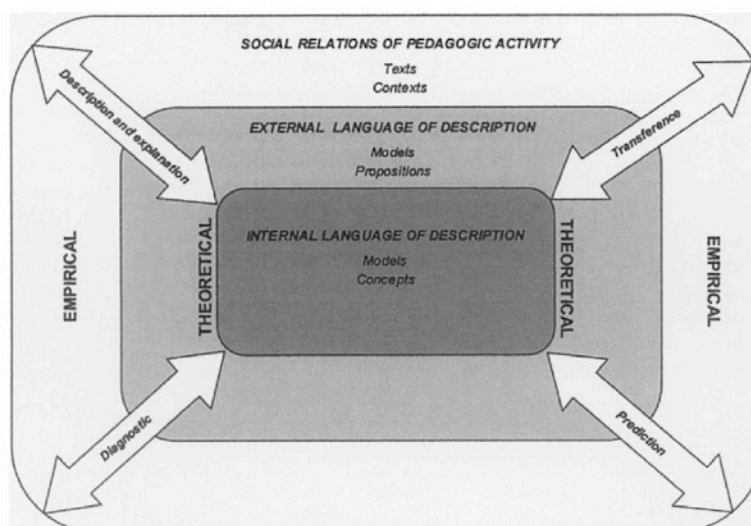 SOCIAL RELATIONS OF PEDAGOGIC ACTIVITY
Texts
Contexts
Description and explanation
Transference
EXTERNAL LANGUAGE OF DESCRIPTION
Models
Propositions
INTERNAL LANGUAGE OF DESCRIPTION
Models
Concepts
EMPIRICAL
THEORETICAL
THEORETICAL
EMPIRICAL
Diagnostic
Prediction